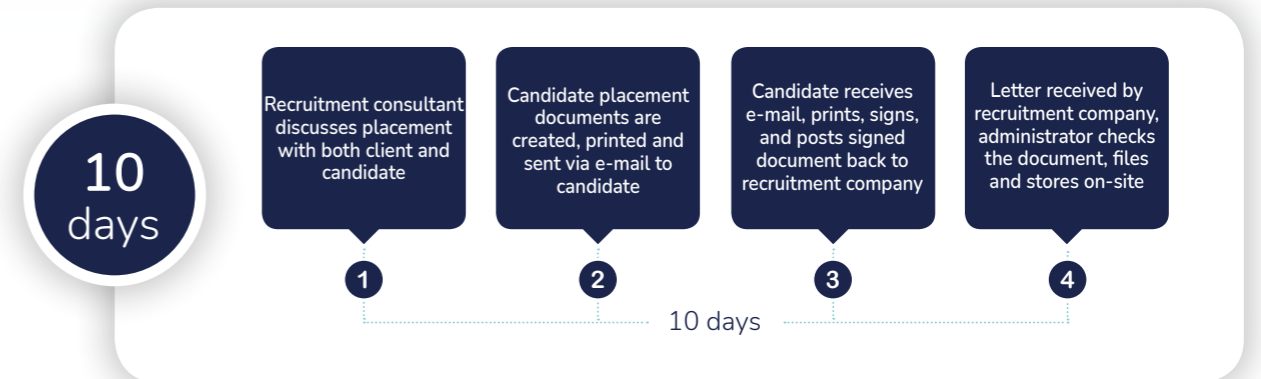 10
days
Recruitment consultant
discusses placement
with both client and
candidate
Candidate placement
documents are
created, printed and
sent via e-mail to
candidate
Candidate receives
e-mail, prints, signs,
and posts signed
document back to
recruitment company
Letter received by
recruitment company,
administrator checks
the document, files
and stores on-site
1
2
3
4
10 days